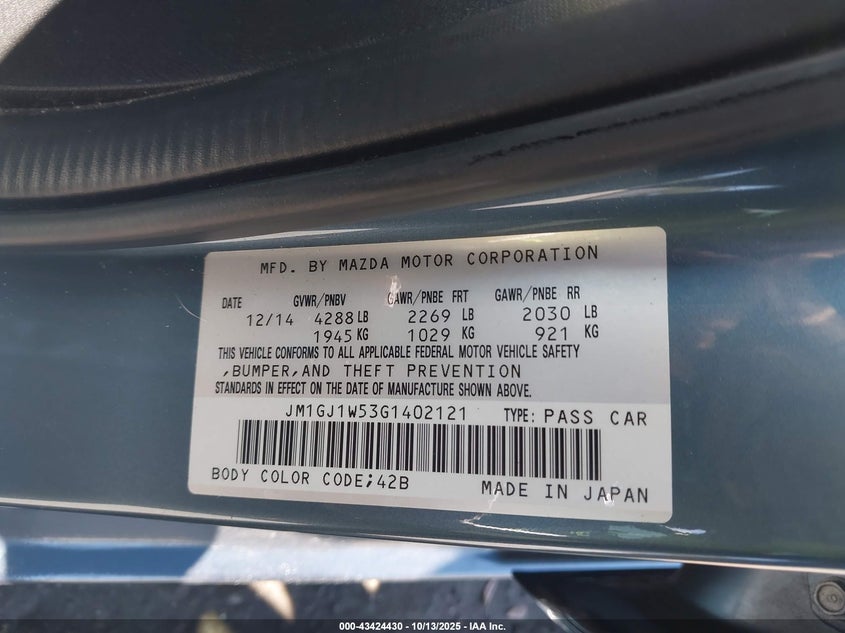 MFD. BY MAZDA MOTOR CORPORATION
DATE GVWR/PNBV GAWR/PNBE FRT GAWR/PNBE RR
12/14 4288 LB 2269 LB 2030 LB
1945 KG 1029 KG 921 KG
THIS VEHICLE CONFORMS TO ALL APPLICABLE FEDERAL MOTOR VEHICLE SAFETY
,BUMPER,AND THEFT PREVENTION
STANDARDS IN EFFECT ON THE DATE OF MANUFACTURE SHOWN ABOVE.
JM1GJ1W53G1402121 TYPE: PASS CAR
BODY COLOR CODE;42B MADE IN JAPAN
000-43424430 - 10/13/2025 - IAA Inc.